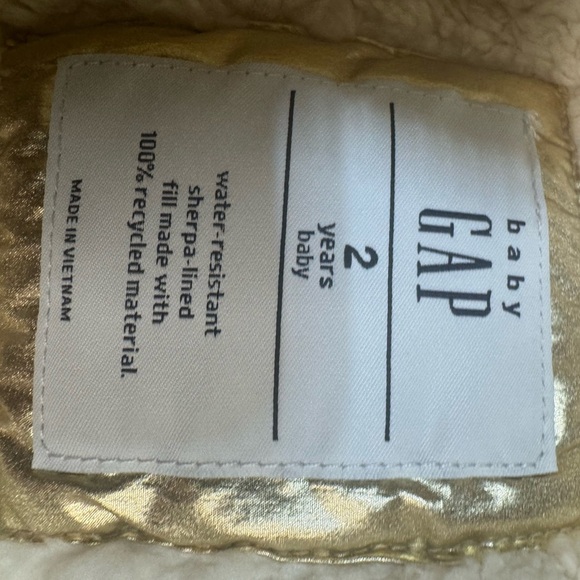 baby
GAP
2
years
baby
water-resistant
sherpa-lined
fill made with
100% recycled material.
MADE IN VIETNAM